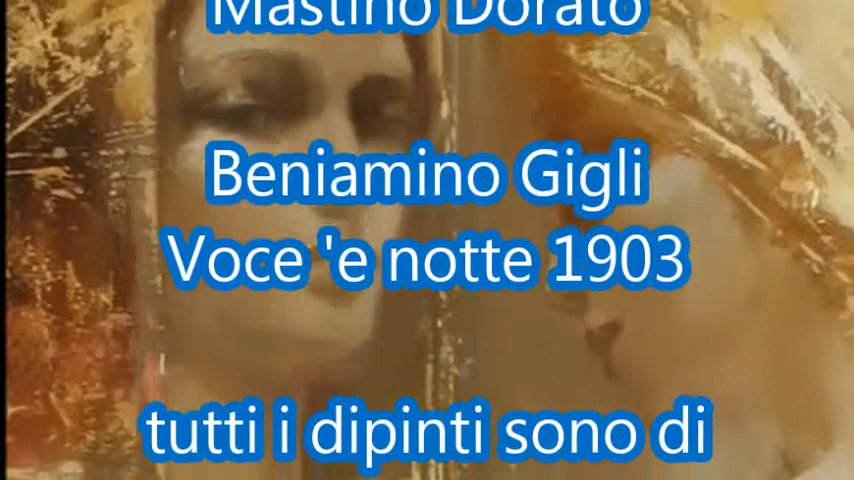 Mastino Dorato
Beniamino Gigli
Voce 'e notte 1903
tutti i dipinti sono di